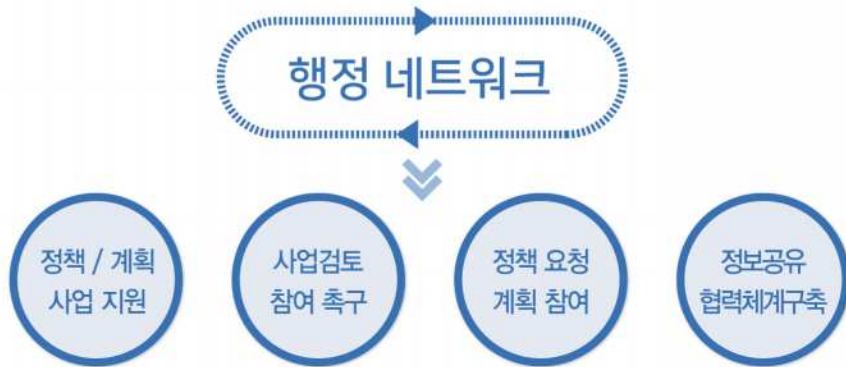 행정 네트워크
정책 / 계획
사업 지원
사업검토
참여 촉구
정책 요청
계획 참여
정보공유
협력체계구축